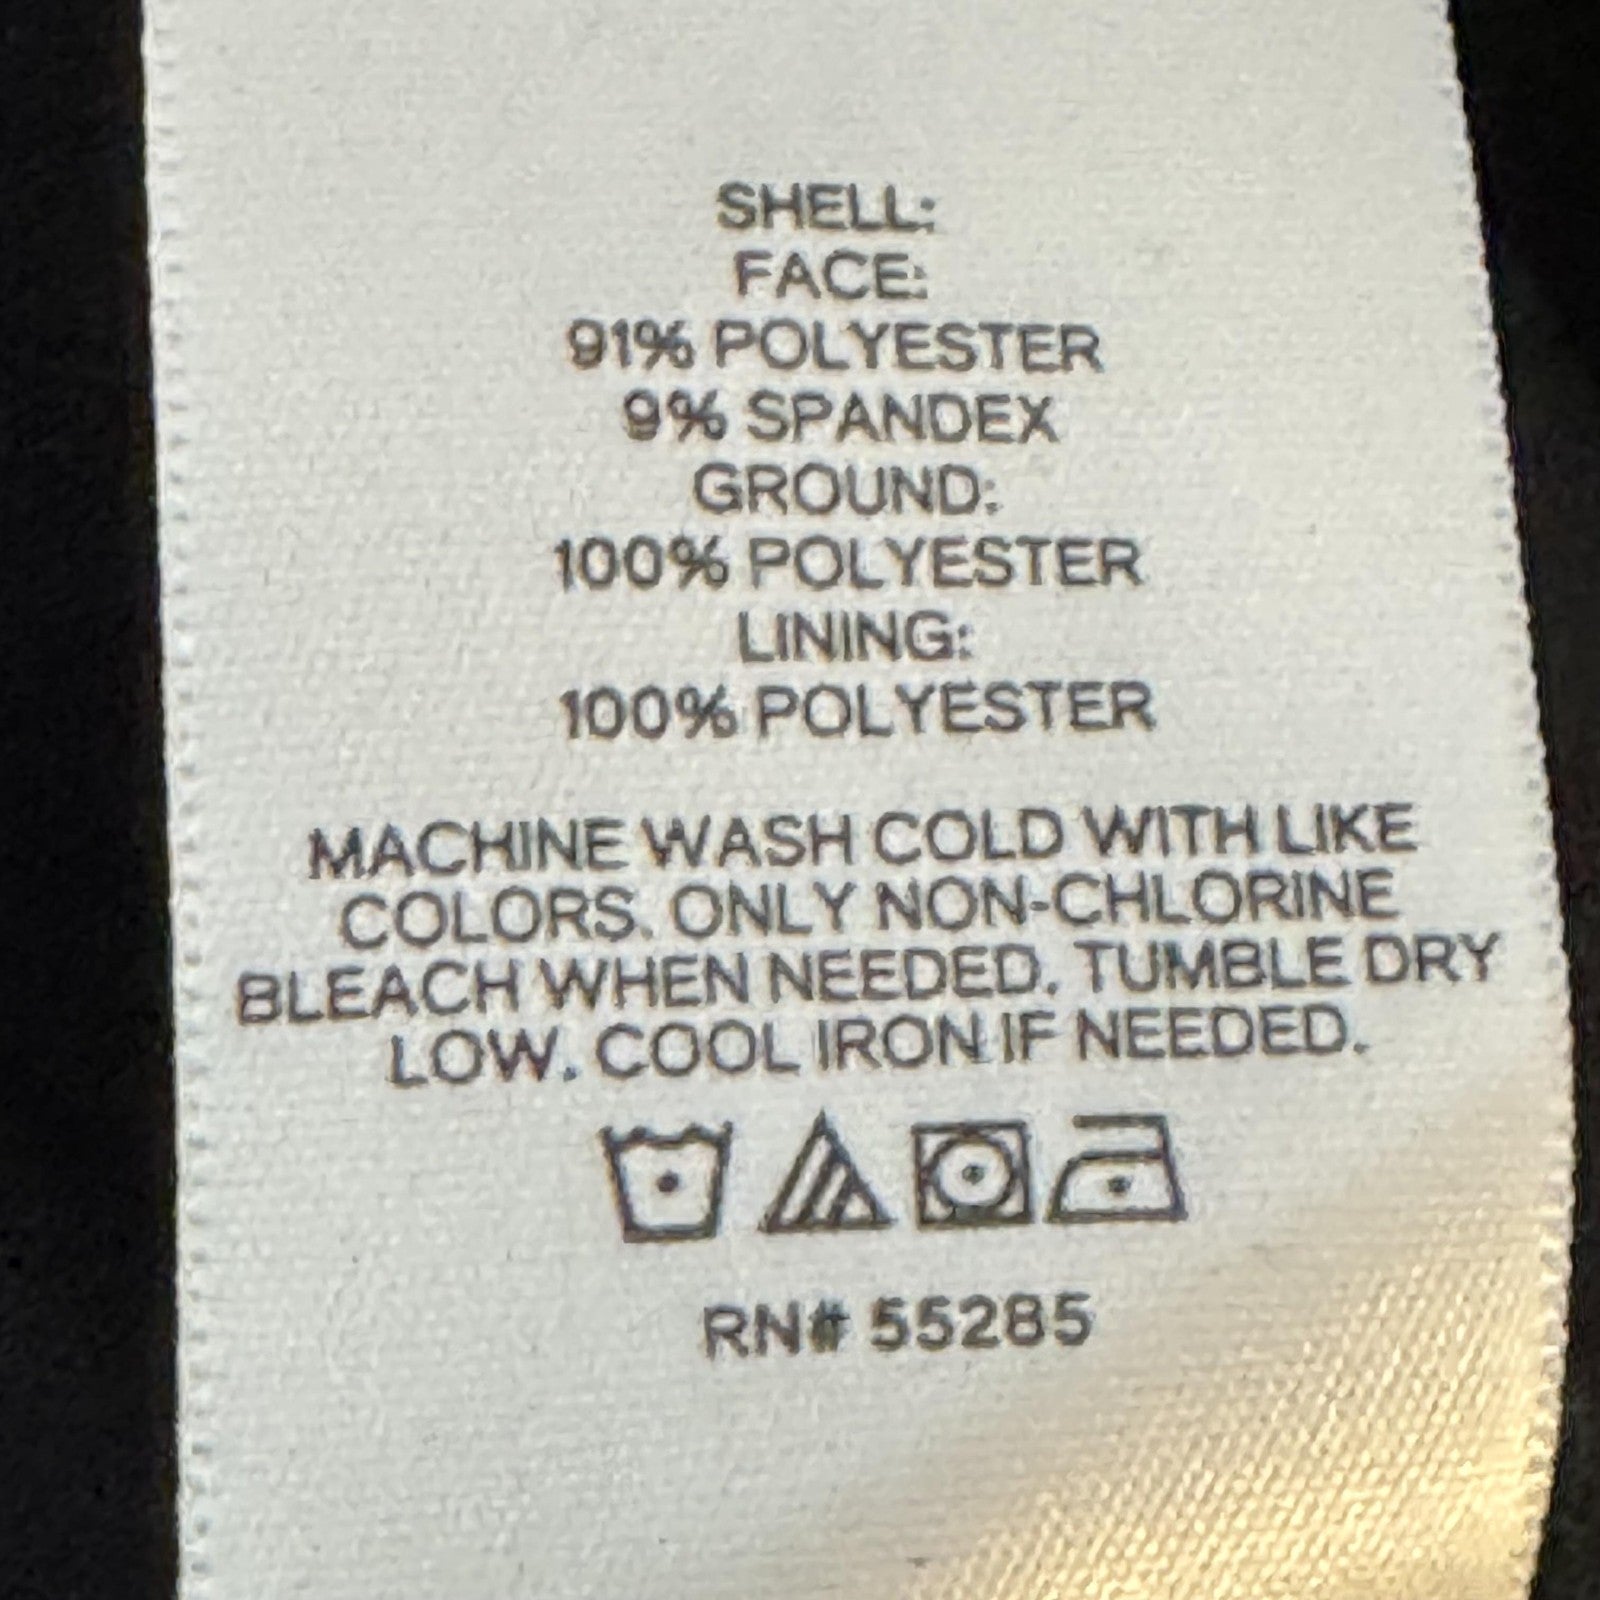 SHELL:
FACE:
91% POLYESTER
9% SPANDEX
GROUND:
100% POLYESTER
LINING:
100% POLYESTER
MACHINE WASH COLD WITH LIKE
COLORS. ONLY NON-CHLORINE
BLEACH WHEN NEEDED. TUMBLE DRY
LOW. COOL IRON IF NEEDED.
RN# 55285